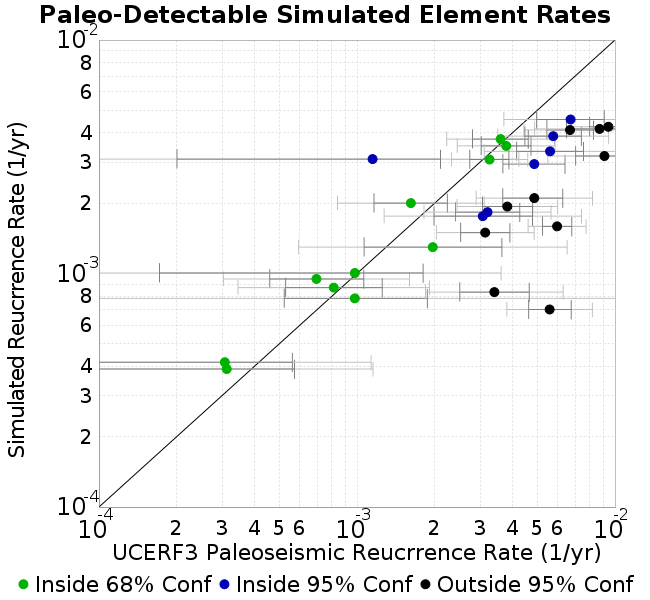 Paleo-Detectable Simulated Element Rates
Simulated Reucrrence Rate (1/yr)
10-2
8
6
4
3
2
10-3
8
6
4
3
2
10-4
10-4 2 3 4 5 6 10-3 2 3 4 5 6 10-2
UCERF3 Paleoseismic Reucrrence Rate (1/yr)
Inside 68% Conf Inside 95% Conf Outside 95% Conf